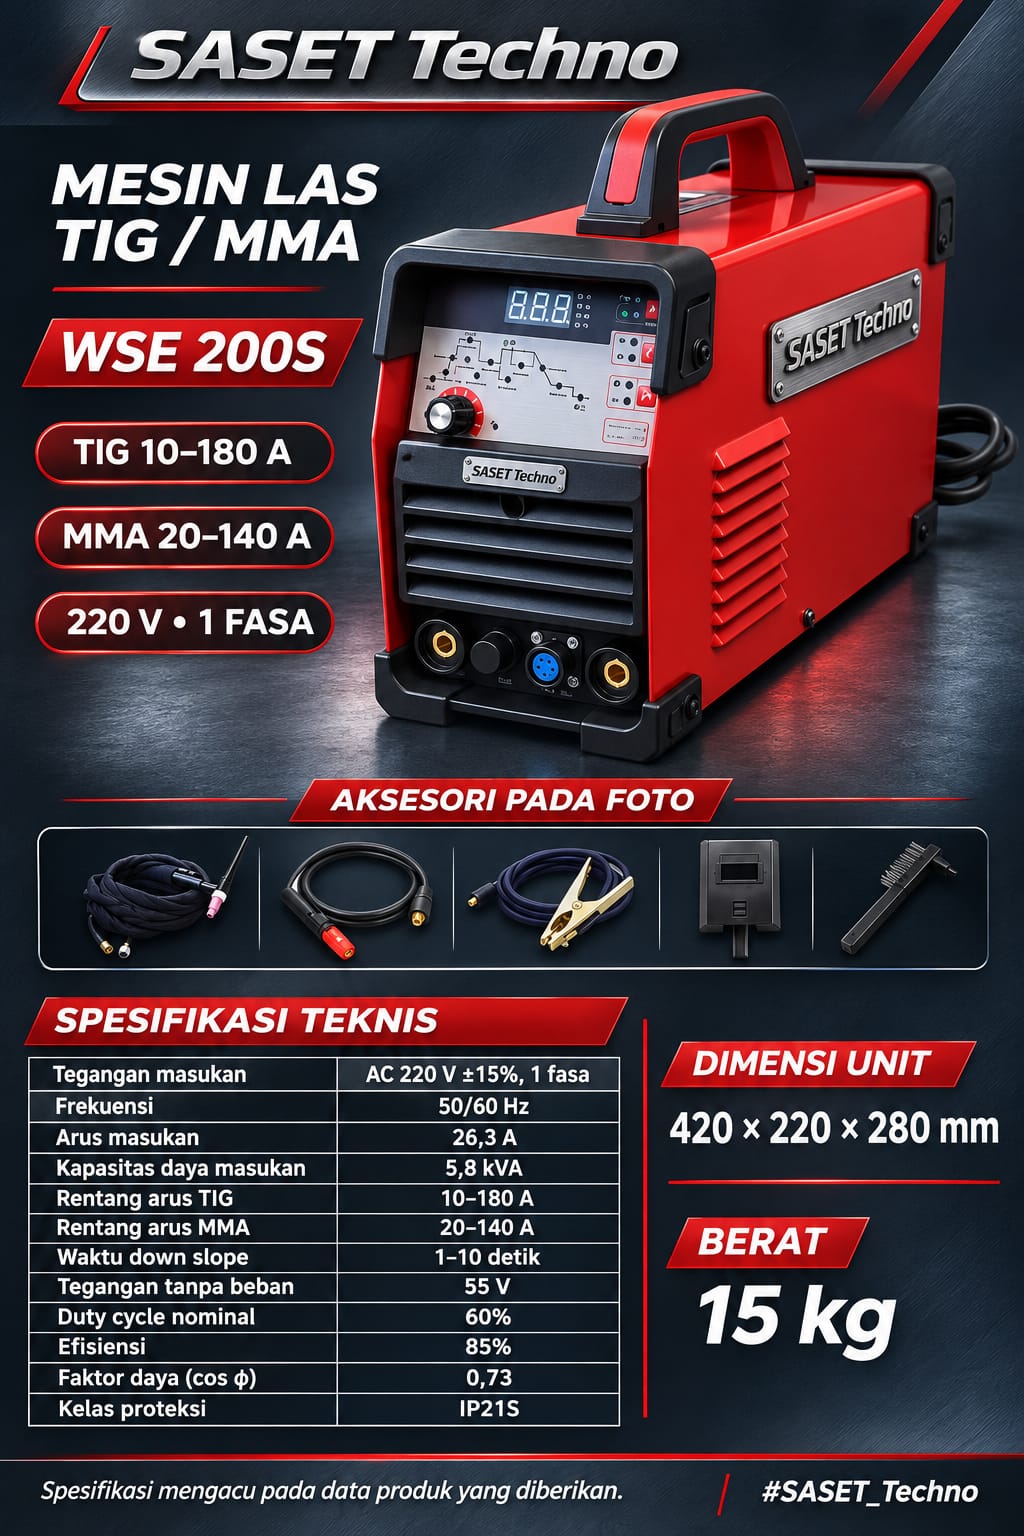 SASET Techno
MESIN LAS
TIG / MMA
WSE 200S
TIG 10–180 A
MMA 20–140 A
220 V • 1 FASA
8.8.8
SASET Techno
SASET Techno
AKSESORI PADA FOTO
SPESIFIKASI TEKNIS
Tegangan masukan AC 220 V ±15%, 1 fasa
Frekuensi 50/60 Hz
Arus masukan 26,3 A
Kapasitas daya masukan 5,8 kVA
Rentang arus TIG 10–180 A
Rentang arus MMA 20–140 A
Waktu down slope 1–10 detik
Tegangan tanpa beban 55 V
Duty cycle nominal 60%
Efisiensi 85%
Faktor daya (cos ϕ) 0,73
Kelas proteksi IP21S
DIMENSI UNIT
420 × 220 × 280 mm
BERAT
15 kg
Spesifikasi mengacu pada data produk yang diberikan.
#SASET_Techno